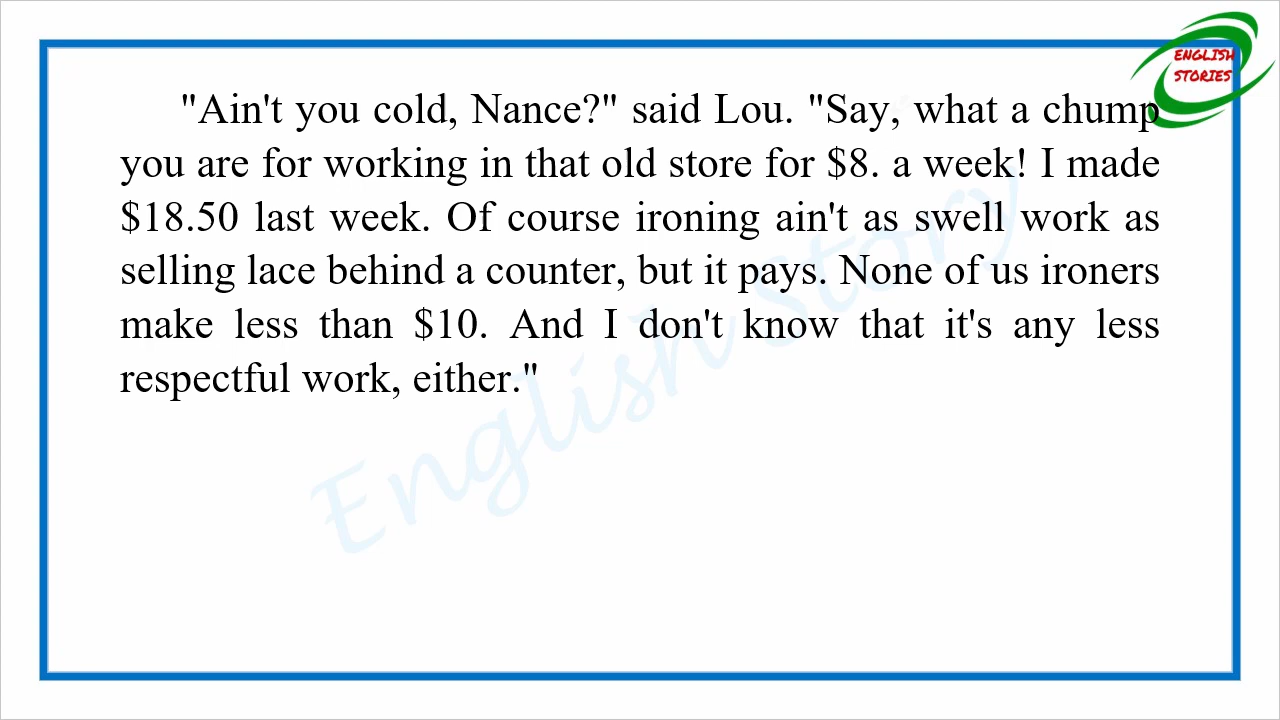 ENGLISH
STORIES
"Ain't you cold, Nance?" said Lou. "Say, what a chump
you are for working in that old store for $8. a week! I made
$18.50 last week. Of course ironing ain't as swell work as
selling lace behind a counter, but it pays. None of us ironers
make less than $10. And I don't know that it's any less
respectful work, either."
English Story